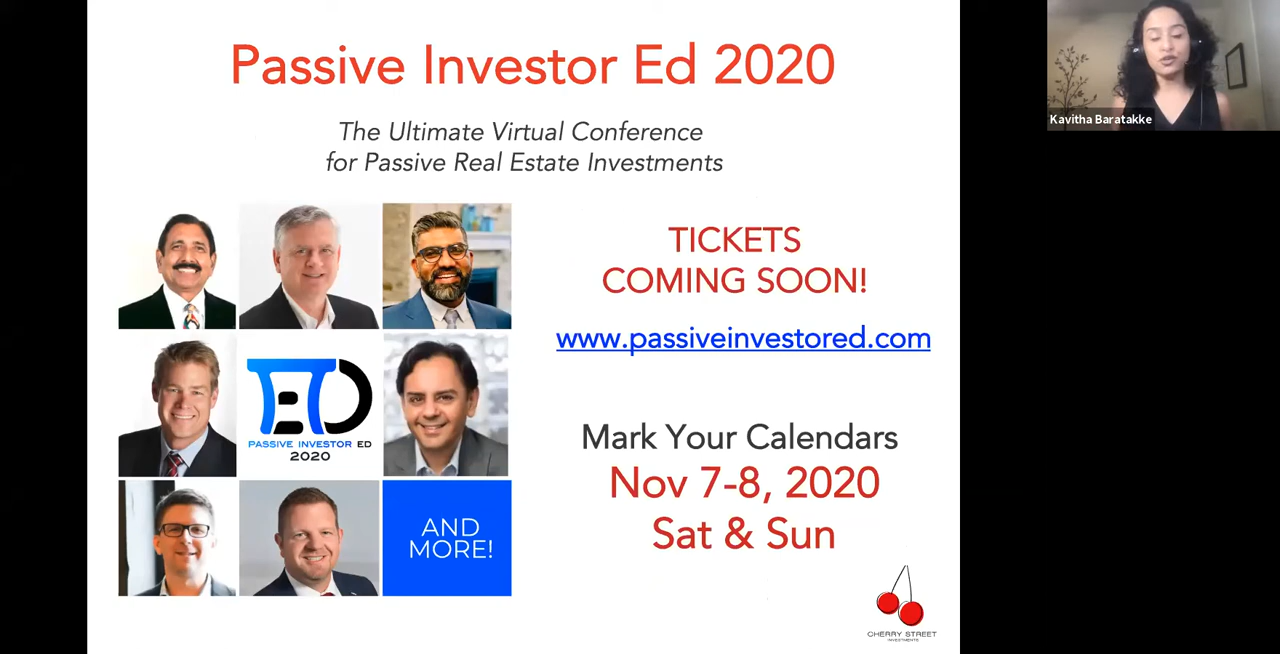 Passive Investor Ed 2020
Kavitha Baratakke
The Ultimate Virtual Conference
for Passive Real Estate Investments
TICKETS
COMING SOON!
www.passiveinvestored.com
PASSIVE INVESTOR ED
2020
Mark Your Calendars
Nov 7-8, 2020
Sat & Sun
AND
MORE!
CHERRY STREET
INVESTMENTS